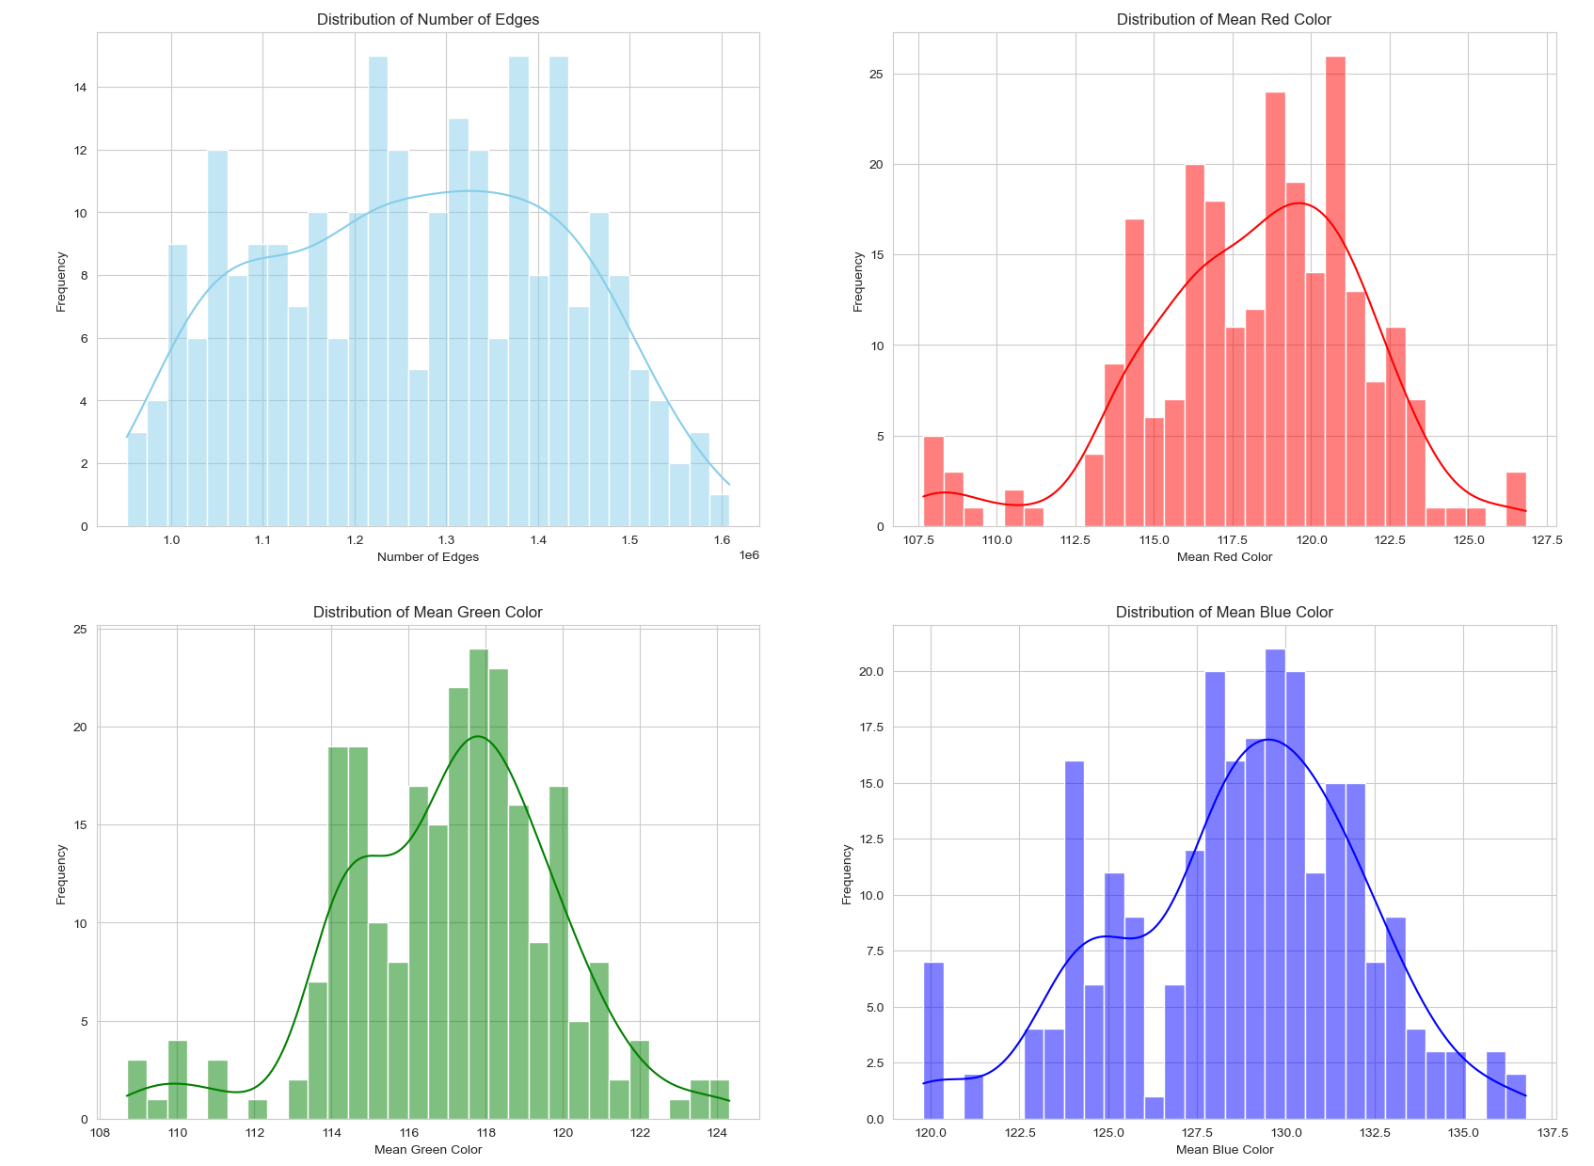 Distribution of Number of Edges
14
12
10
8
6
4
2
0
Frequency
1.0 1.1 1.2 1.3 1.4 1.5 1.6
1e6
Number of Edges
Distribution of Mean Red Color
25
20
15
10
5
0
Frequency
107.5 110.0 112.5 115.0 117.5 120.0 122.5 125.0 127.5
Mean Red Color
Distribution of Mean Green Color
25
20
15
10
5
0
Frequency
108 110 112 114 116 118 120 122 124
Mean Green Color
Distribution of Mean Blue Color
20.0
17.5
15.0
12.5
10.0
7.5
5.0
2.5
0.0
Frequency
120.0 122.5 125.0 127.5 130.0 132.5 135.0 137.5
Mean Blue Color